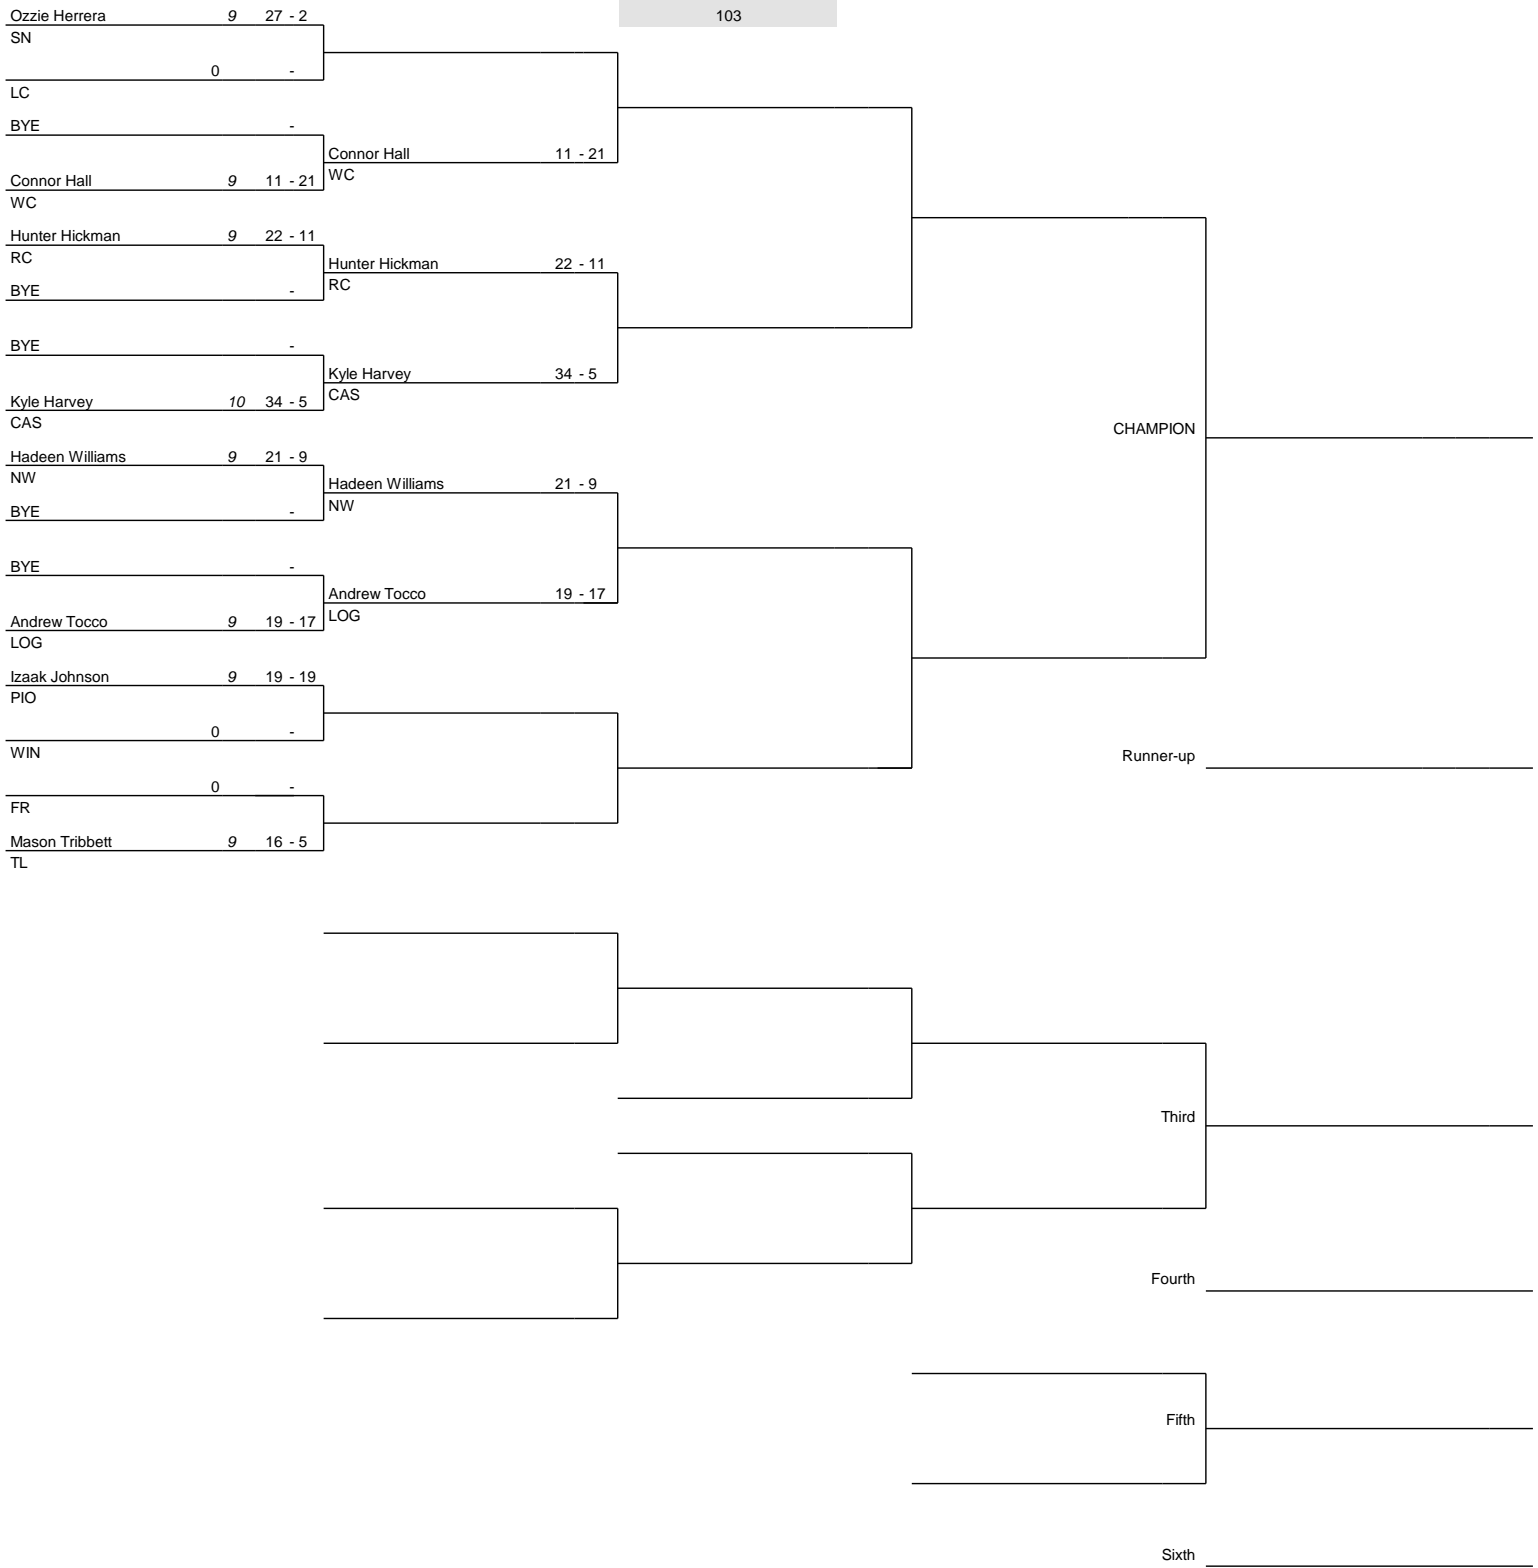 Ozzie Herrera 9 27 - 2
103
SN
0 -
LC
BYE -
Connor Hall 11 - 21
Connor Hall 9 11 - 21
WC
WC
Hunter Hickman 9 22 - 11
RC
Hunter Hickman 22 - 11
RC
BYE -
BYE -
Kyle Harvey 34 - 5
CAS
Kyle Harvey 10 34 - 5
CAS
CHAMPION
Hadeen Williams 9 21 - 9
NW
Hadeen Williams 21 - 9
NW
BYE -
BYE -
Andrew Tocco 19 - 17
LOG
Andrew Tocco 9 19 - 17
LOG
Izaak Johnson 9 19 - 19
PIO
0 -
WIN
Runner-up
0 -
FR
Mason Tribbett 9 16 - 5
TL
Third
Fourth
Fifth
Sixth